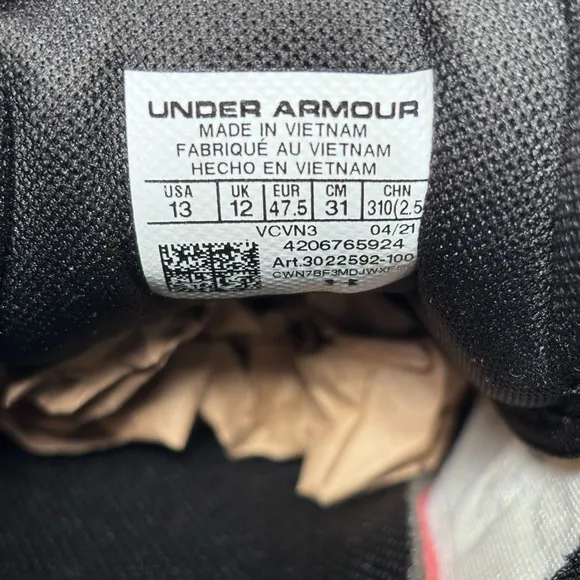 UNDER ARMOUR
MADE IN VIETNAM
FABRIQUÉ AU VIETNAM
HECHO EN VIETNAM
USA UK EUR CM CHN
13 12 47.5 31 310(2.5
VCVN3 04/21
4206765924
Art.3022592-100